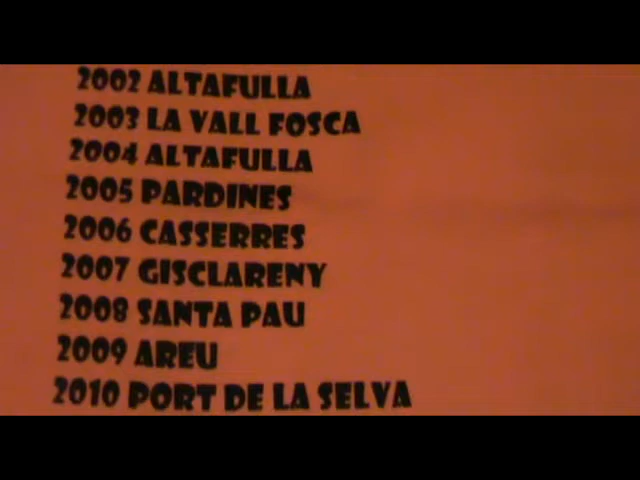 2002 ALTAFULLA
2003 LA VALL FOSCA
2004 ALTAFULLA
2005 PARDINES
2006 CASSERRES
2007 GISCLARENY
2008 SANTA PAU
2009 AREU
2010 PORT DE LA SELVA